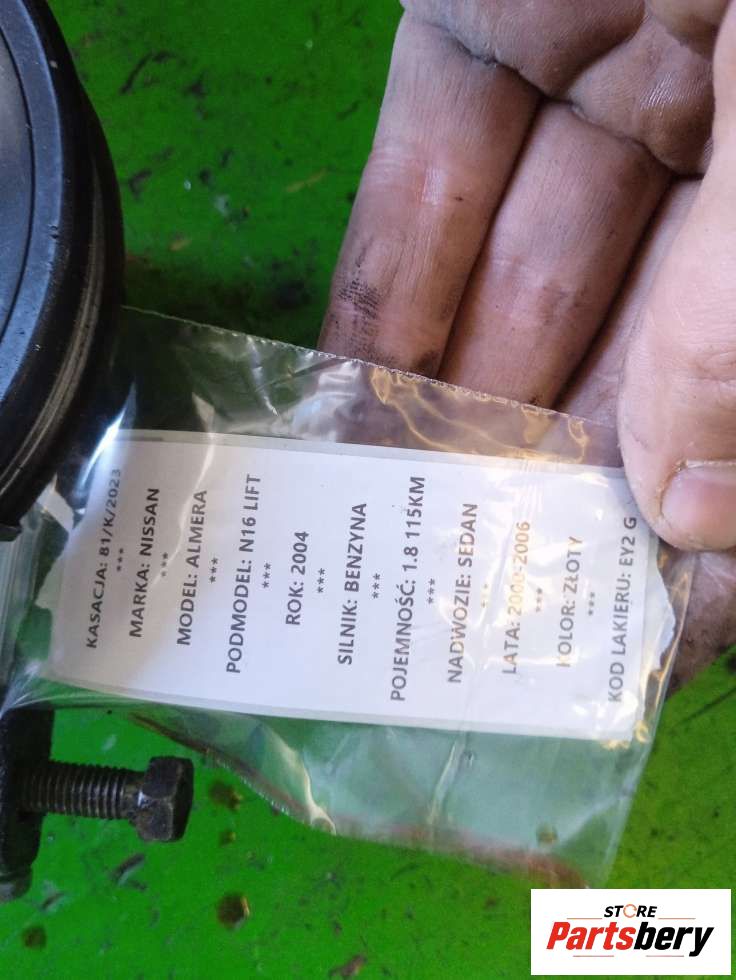 KASACJA: 81/K/2023
***
MARKA: NISSAN
***
MODEL: ALMERA
***
PODMODEL: N16 LIFT
***
ROK: 2004
***
SILNIK: BENZYNA
***
POJEMNOŚĆ: 1.8 115KM
***
NADWOZIE: SEDAN
***
LATA: 2000-2006
***
KOLOR: ZŁOTY
***
KOD LAKIERU: EY2 G
STORE
Partsbery